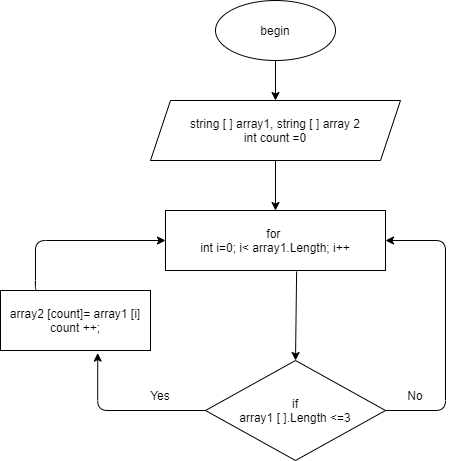 begin
string [ ] array1, string [ ] array 2
int count =0
for
int i=0; i< array1.Length; i++
array2 [count]= array1 [i]
count ++;
Yes
No
if
array1 [ ].Length <=3